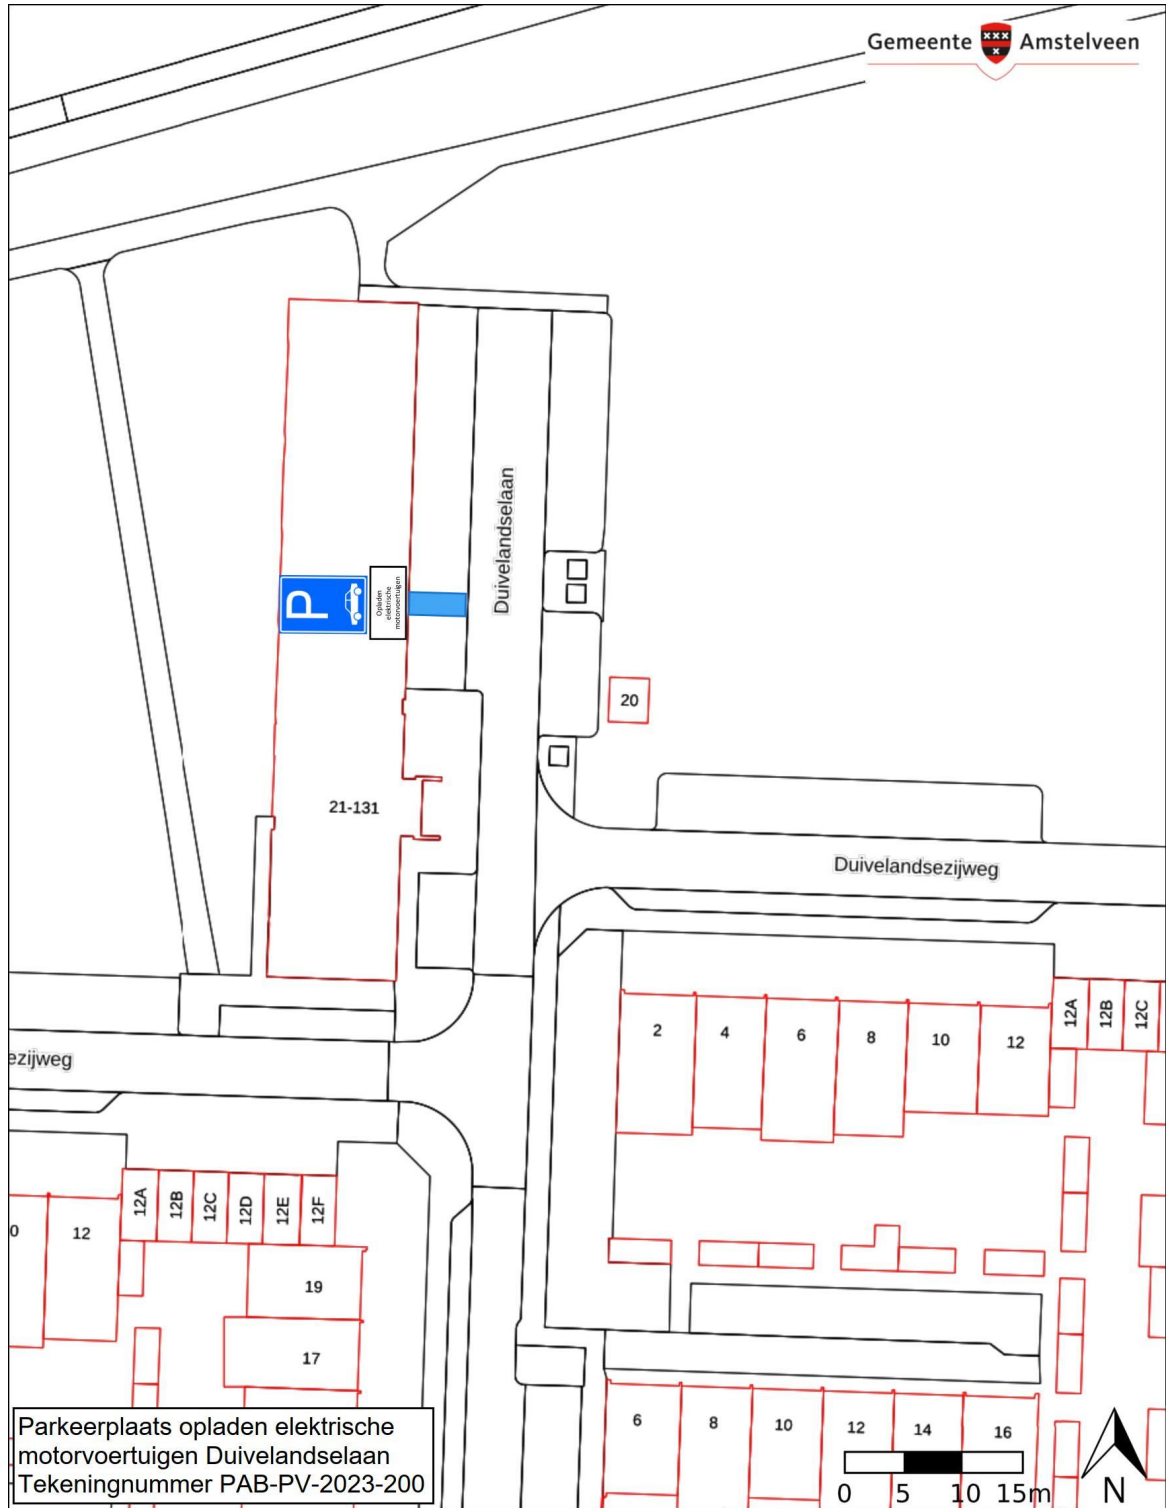 Gemeente Amstelveen
Duivelandselaan
P
Opladen
elektrische
motorvoertuigen
20
21-131
Duivelandsezijweg
2 4 6 8 10 12 12A 12B 12C
ezijweg
12A 12B 12C 12D 12E 12F
0 12
19
17
6 8 10 12 14 16
Parkeerplaats opladen elektrische
motorvoertuigen Duivelandselaan
Tekeningnummer PAB-PV-2023-200
0 5 10 15m
N